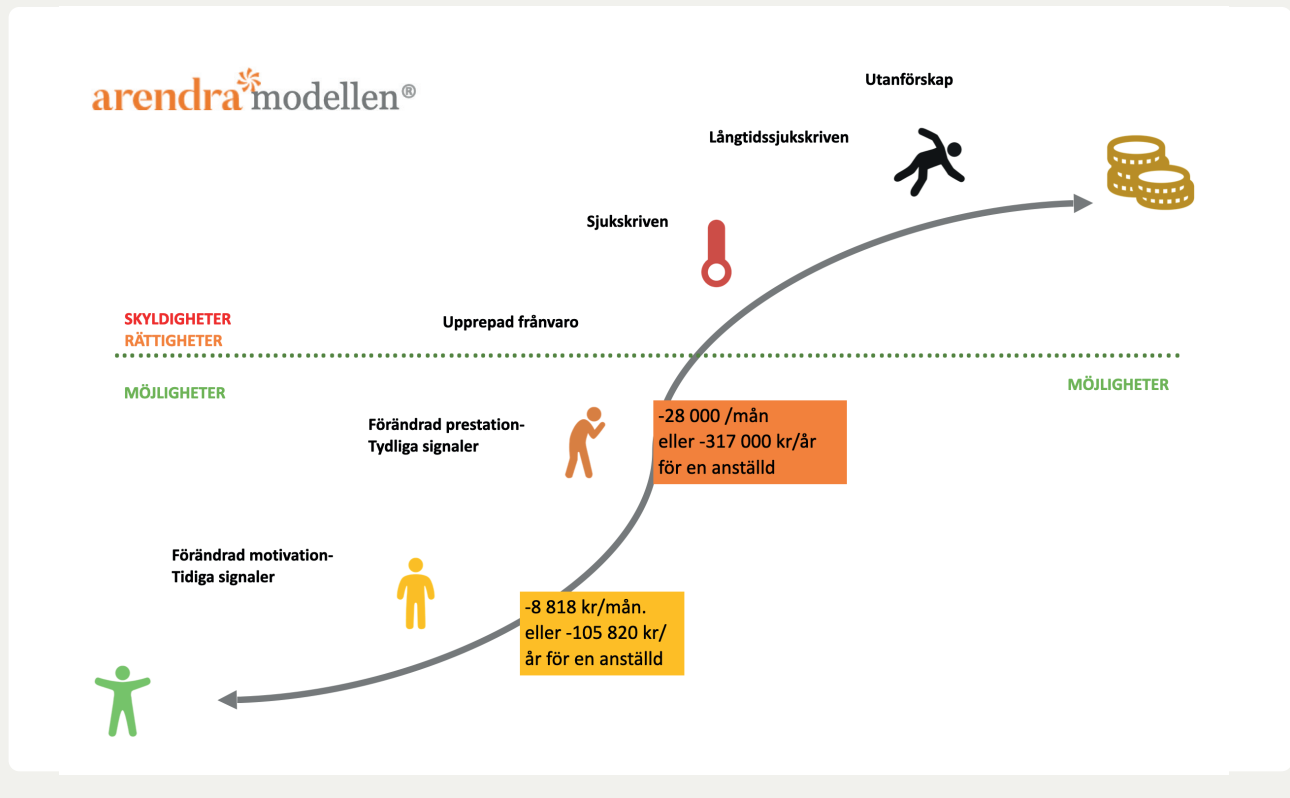 arendra modellen®
Utanförskap
Långtidssjukskriven
Sjukskriven
SKYLDIGHETER
RÄTTIGHETER
Upprepad frånvaro
MÖJLIGHETER
MÖJLIGHETER
Förändrad prestation-
Tydliga signaler
-28 000 /mån
eller -317 000 kr/år
för en anställd
Förändrad motivation-
Tidiga signaler
-8 818 kr/mån.
eller -105 820 kr/
år för en anställd